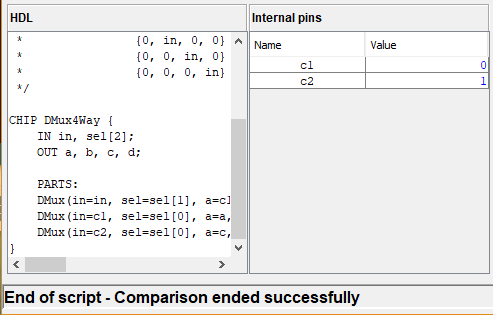 HDL
*                {0, in, 0, 0}
*                {0, 0, in, 0}
*                {0, 0, 0, in}
*/
CHIP DMux4Way {
    IN in, sel[2];
    OUT a, b, c, d;
    PARTS:
    DMux(in=in, sel=sel[1], a=c1
    DMux(in=c1, sel=sel[0], a=a,
    DMux(in=c2, sel=sel[0], a=c,
}
Internal pins
Name Value
c1 0
c2 1
End of script - Comparison ended successfully